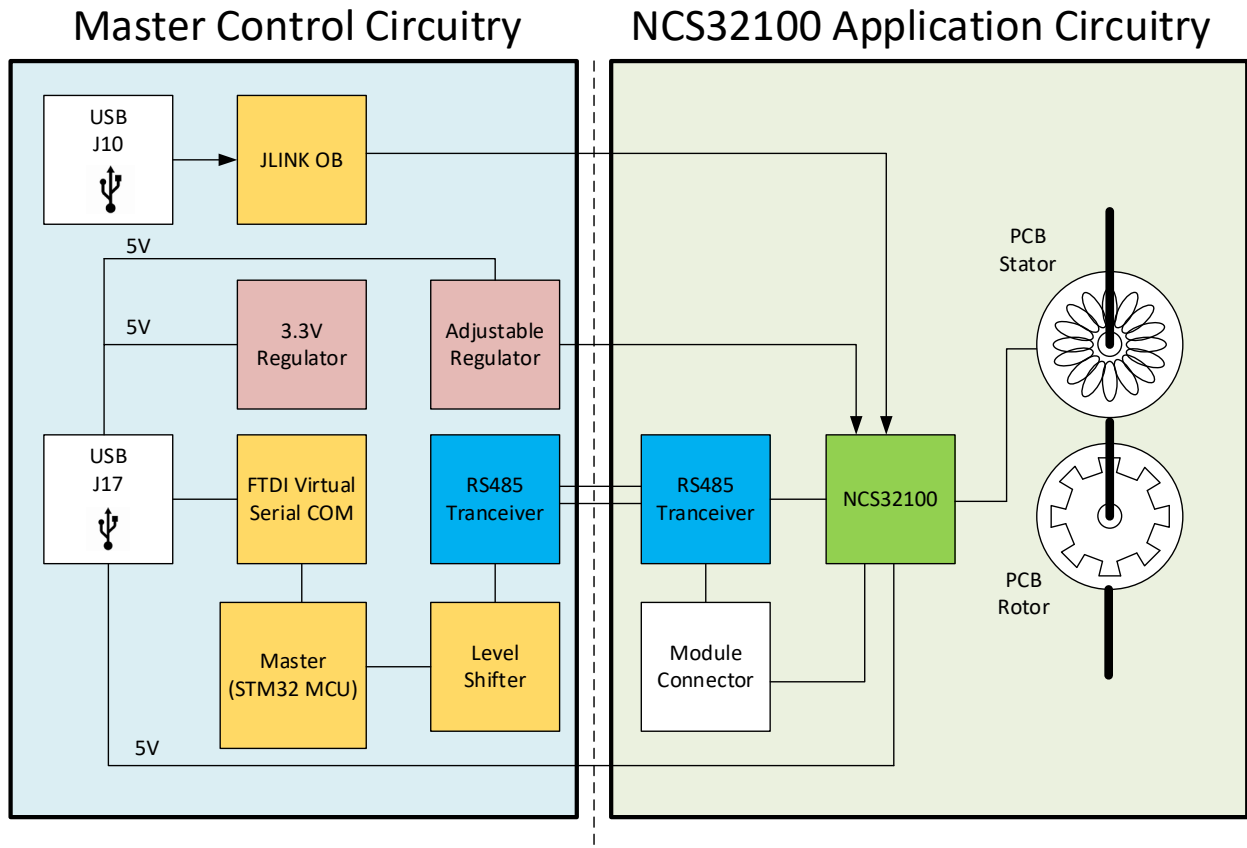 Master Control Circuitry
NCS32100 Application Circuitry
USB
J10
JLINK OB
5V
5V
3.3V
Regulator
Adjustable
Regulator
PCB
Stator
USB
J17
FTDI Virtual
Serial COM
RS485
Tranceiver
RS485
Tranceiver
NCS32100
PCB
Rotor
Master
(STM32 MCU)
Level
Shifter
Module
Connector
5V